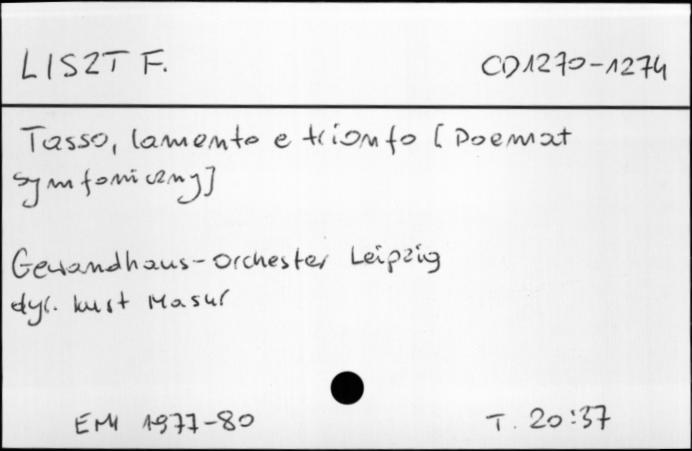 LISZT F.
CD1270-1274
Tasso, lamento e trionfo [Poemat
symfoniczny]
Gewandhaus-Orchester Leipzig
dyr. Kurt Masur
EMI 1977-80
T. 20:37